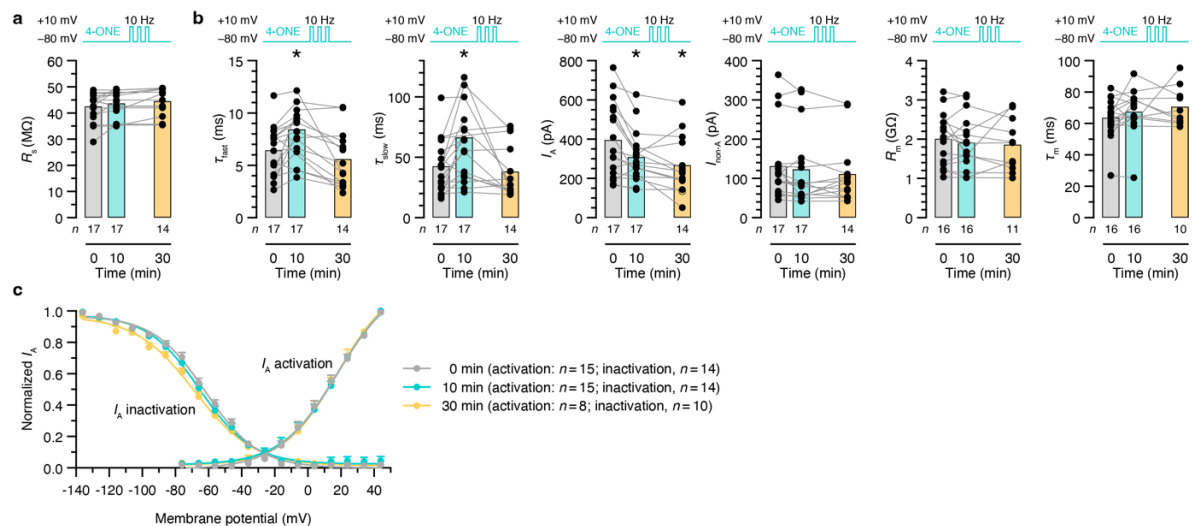 a
+10 mV
–80 mV
4-ONE
10 Hz
60
50
40
30
20
10
0
Rs (MΩ)
n 17 17 14
0 10 30
Time (min)
b
+10 mV
–80 mV
4-ONE
10 Hz
*
15
10
5
0
τfast (ms)
n 17 17 14
0 10 30
Time (min)
+10 mV
–80 mV
4-ONE
10 Hz
*
100
50
0
τslow (ms)
n 17 17 14
0 10 30
Time (min)
+10 mV
–80 mV
4-ONE
10 Hz
* *
800
600
400
200
0
IA (pA)
n 17 17 14
0 10 30
Time (min)
+10 mV
–80 mV
4-ONE
10 Hz
400
300
200
100
0
Inon-A (pA)
n 17 17 14
0 10 30
Time (min)
+10 mV
–80 mV
4-ONE
10 Hz
4
3
2
1
0
Rm (GΩ)
n 16 16 11
0 10 30
Time (min)
+10 mV
–80 mV
4-ONE
10 Hz
100
80
60
40
20
0
τm (ms)
n 16 16 10
0 10 30
Time (min)
c
1.0
0.8
0.6
0.4
0.2
0.0
Normalized IA
IA inactivation
IA activation
-140 -120 -100 -80 -60 -40 -20 0 20 40
Membrane potential (mV)
0 min (activation: n=15; inactivation, n=14)
10 min (activation: n=15; inactivation, n=14)
30 min (activation: n=8; inactivation, n=10)